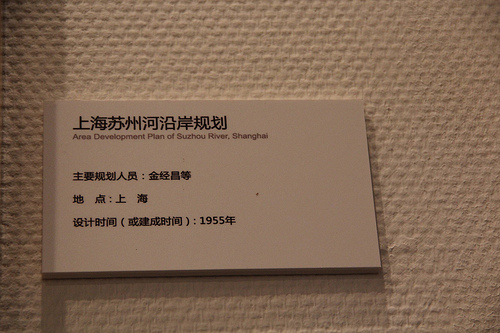 上海苏州河沿岸规划
Area Development Plan of Suzhou River, Shanghai
主要规划人员：金经昌等
地　点：上　海
设计时间（或建成时间）：1955年